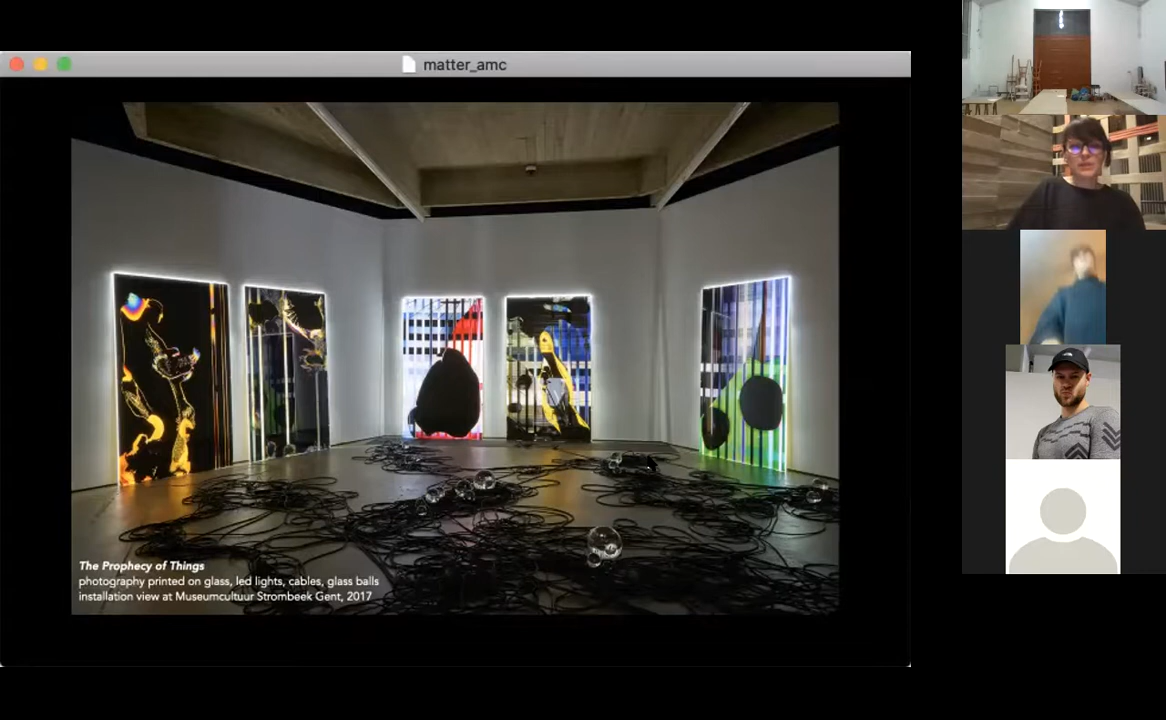 matter_amc
The Prophecy of Things
photography printed on glass, led lights, cables, glass balls
installation view at Museumcultuur Strombeek Gent, 2017